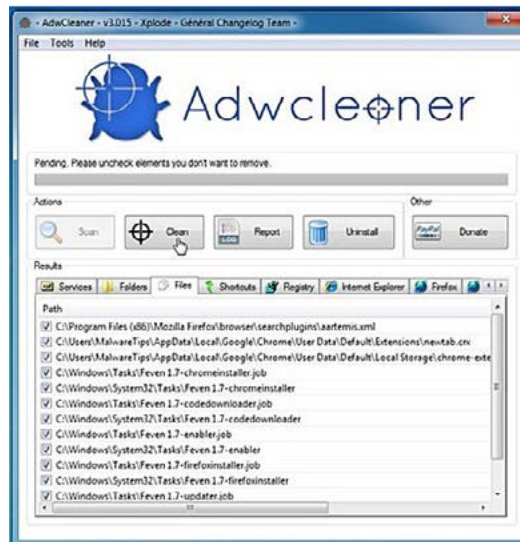 - AdwCleaner - v3.015 - Xplode - Général Changelog Team -
File Tools Help
Adwcleaner
Pending. Please uncheck elements you don't want to remove.
Actions
Other
Scan
Clean
LOG
Report
Uninstall
PayPal
Donate
Results
Services
Folders
Files
Shortcuts
Registry
Internet Explorer
Firefox
Path
C:\Program Files (x86)\Mozilla Firefox\browser\searchplugins\aartemis.xml
C:\Users\MalwareTips\AppData\Local\Google\Chrome\User Data\Default\Extensions\newtab.crx
C:\Users\MalwareTips\AppData\Local\Google\Chrome\User Data\Default\Local Storage\chrome-exte
C:\Windows\Tasks\Feven 1.7-chromeinstaller.job
C:\Windows\System32\Tasks\Feven 1.7-chromeinstaller
C:\Windows\Tasks\Feven 1.7-codedownloader.job
C:\Windows\System32\Tasks\Feven 1.7-codedownloader
C:\Windows\Tasks\Feven 1.7-enabler.job
C:\Windows\System32\Tasks\Feven 1.7-enabler
C:\Windows\Tasks\Feven 1.7-firefoxinstaller.job
C:\Windows\System32\Tasks\Feven 1.7-firefoxinstaller
C:\Windows\Tasks\Feven 1.7-updater.job